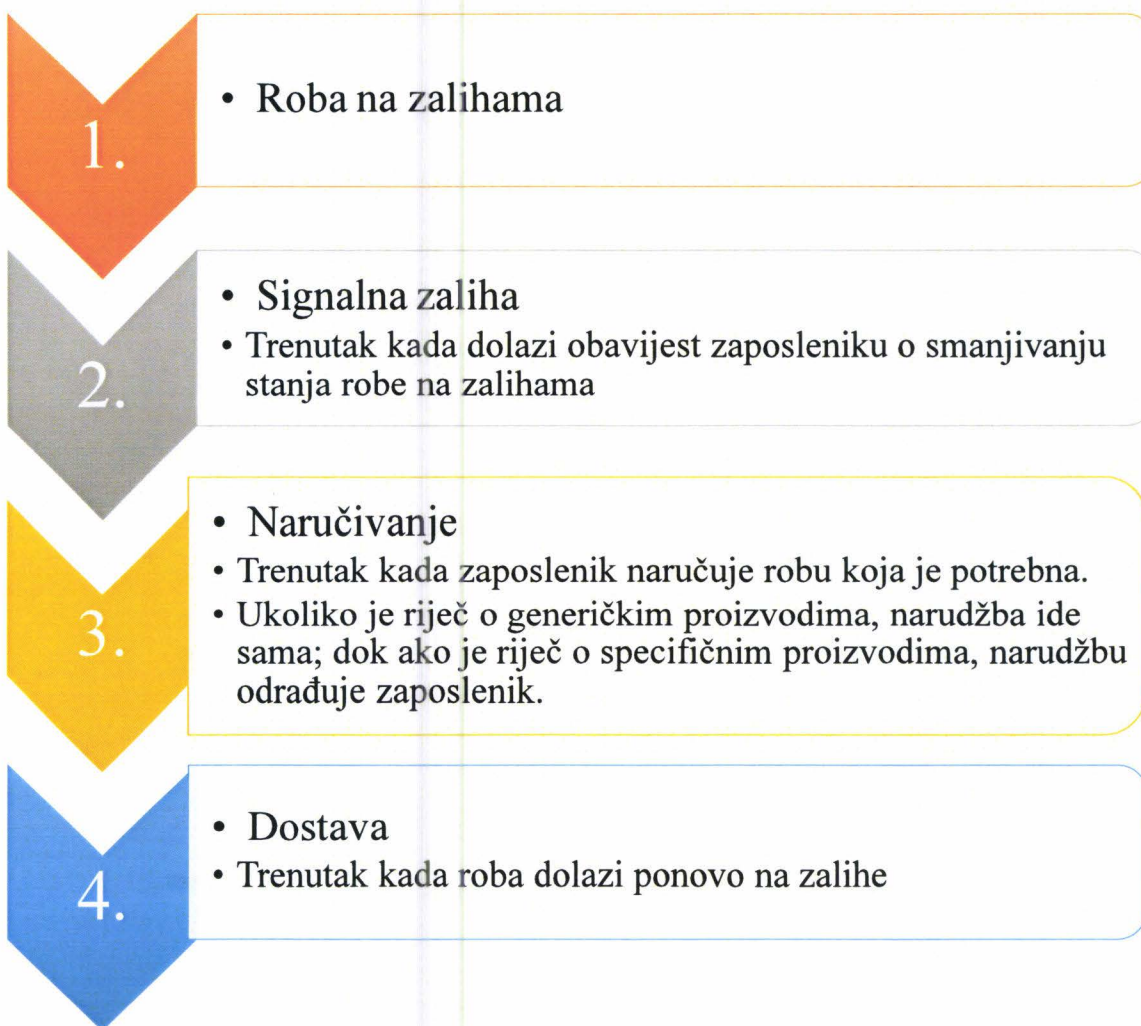 1.
• Roba na zalihama
2.
• Signalna zaliha
• Trenutak kada dolazi obavijest zaposleniku o smanjivanju
stanja robe na zalihama
3.
• Naručivanje
• Trenutak kada zaposlenik naručuje robu koja je potrebna.
• Ukoliko je riječ o generičkim proizvodima, narudžba ide
sama; dok ako je riječ o specifičnim proizvodima, narudžbu
odrađuje zaposlenik.
4.
• Dostava
• Trenutak kada roba dolazi ponovo na zalihe